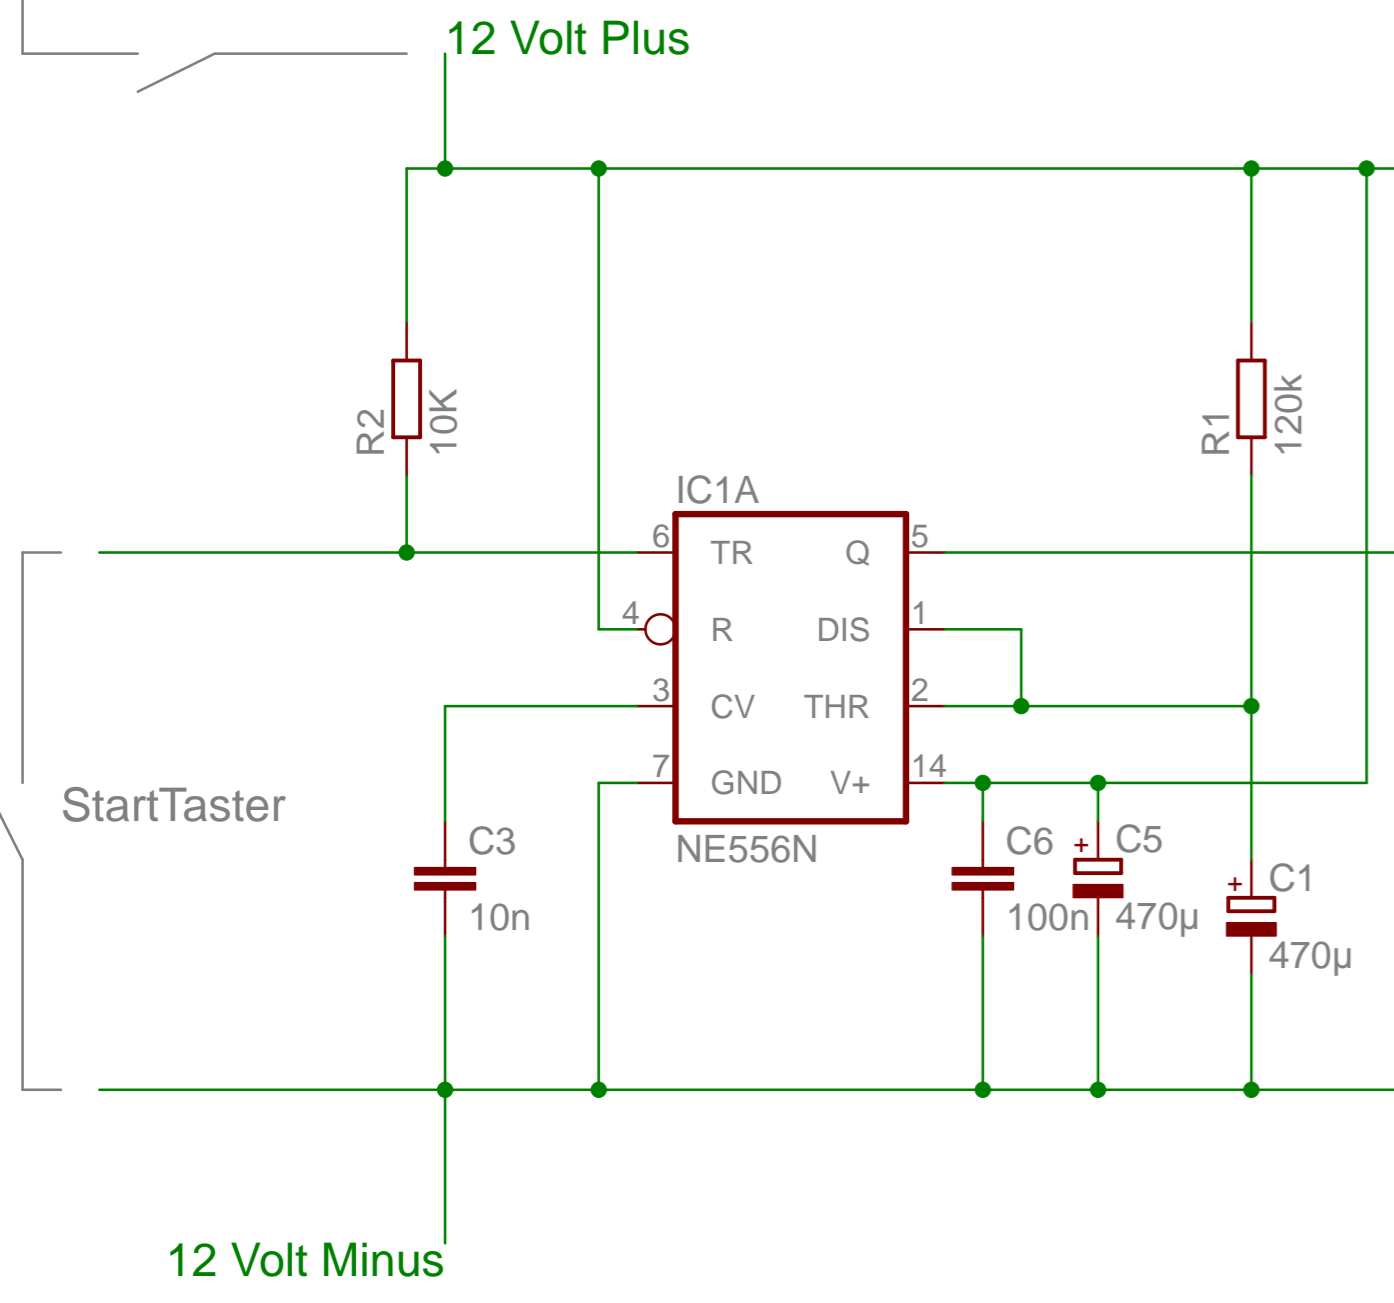 12 Volt Plus
R2
10K
R1
120k
IC1A
6
TR
Q
5
4
R
DIS
1
3
CV
THR
2
7
GND
V+
14
StartTaster
NE556N
C3
10n
C6
100n
+
C5
470µ
+
C1
470µ
12 Volt Minus